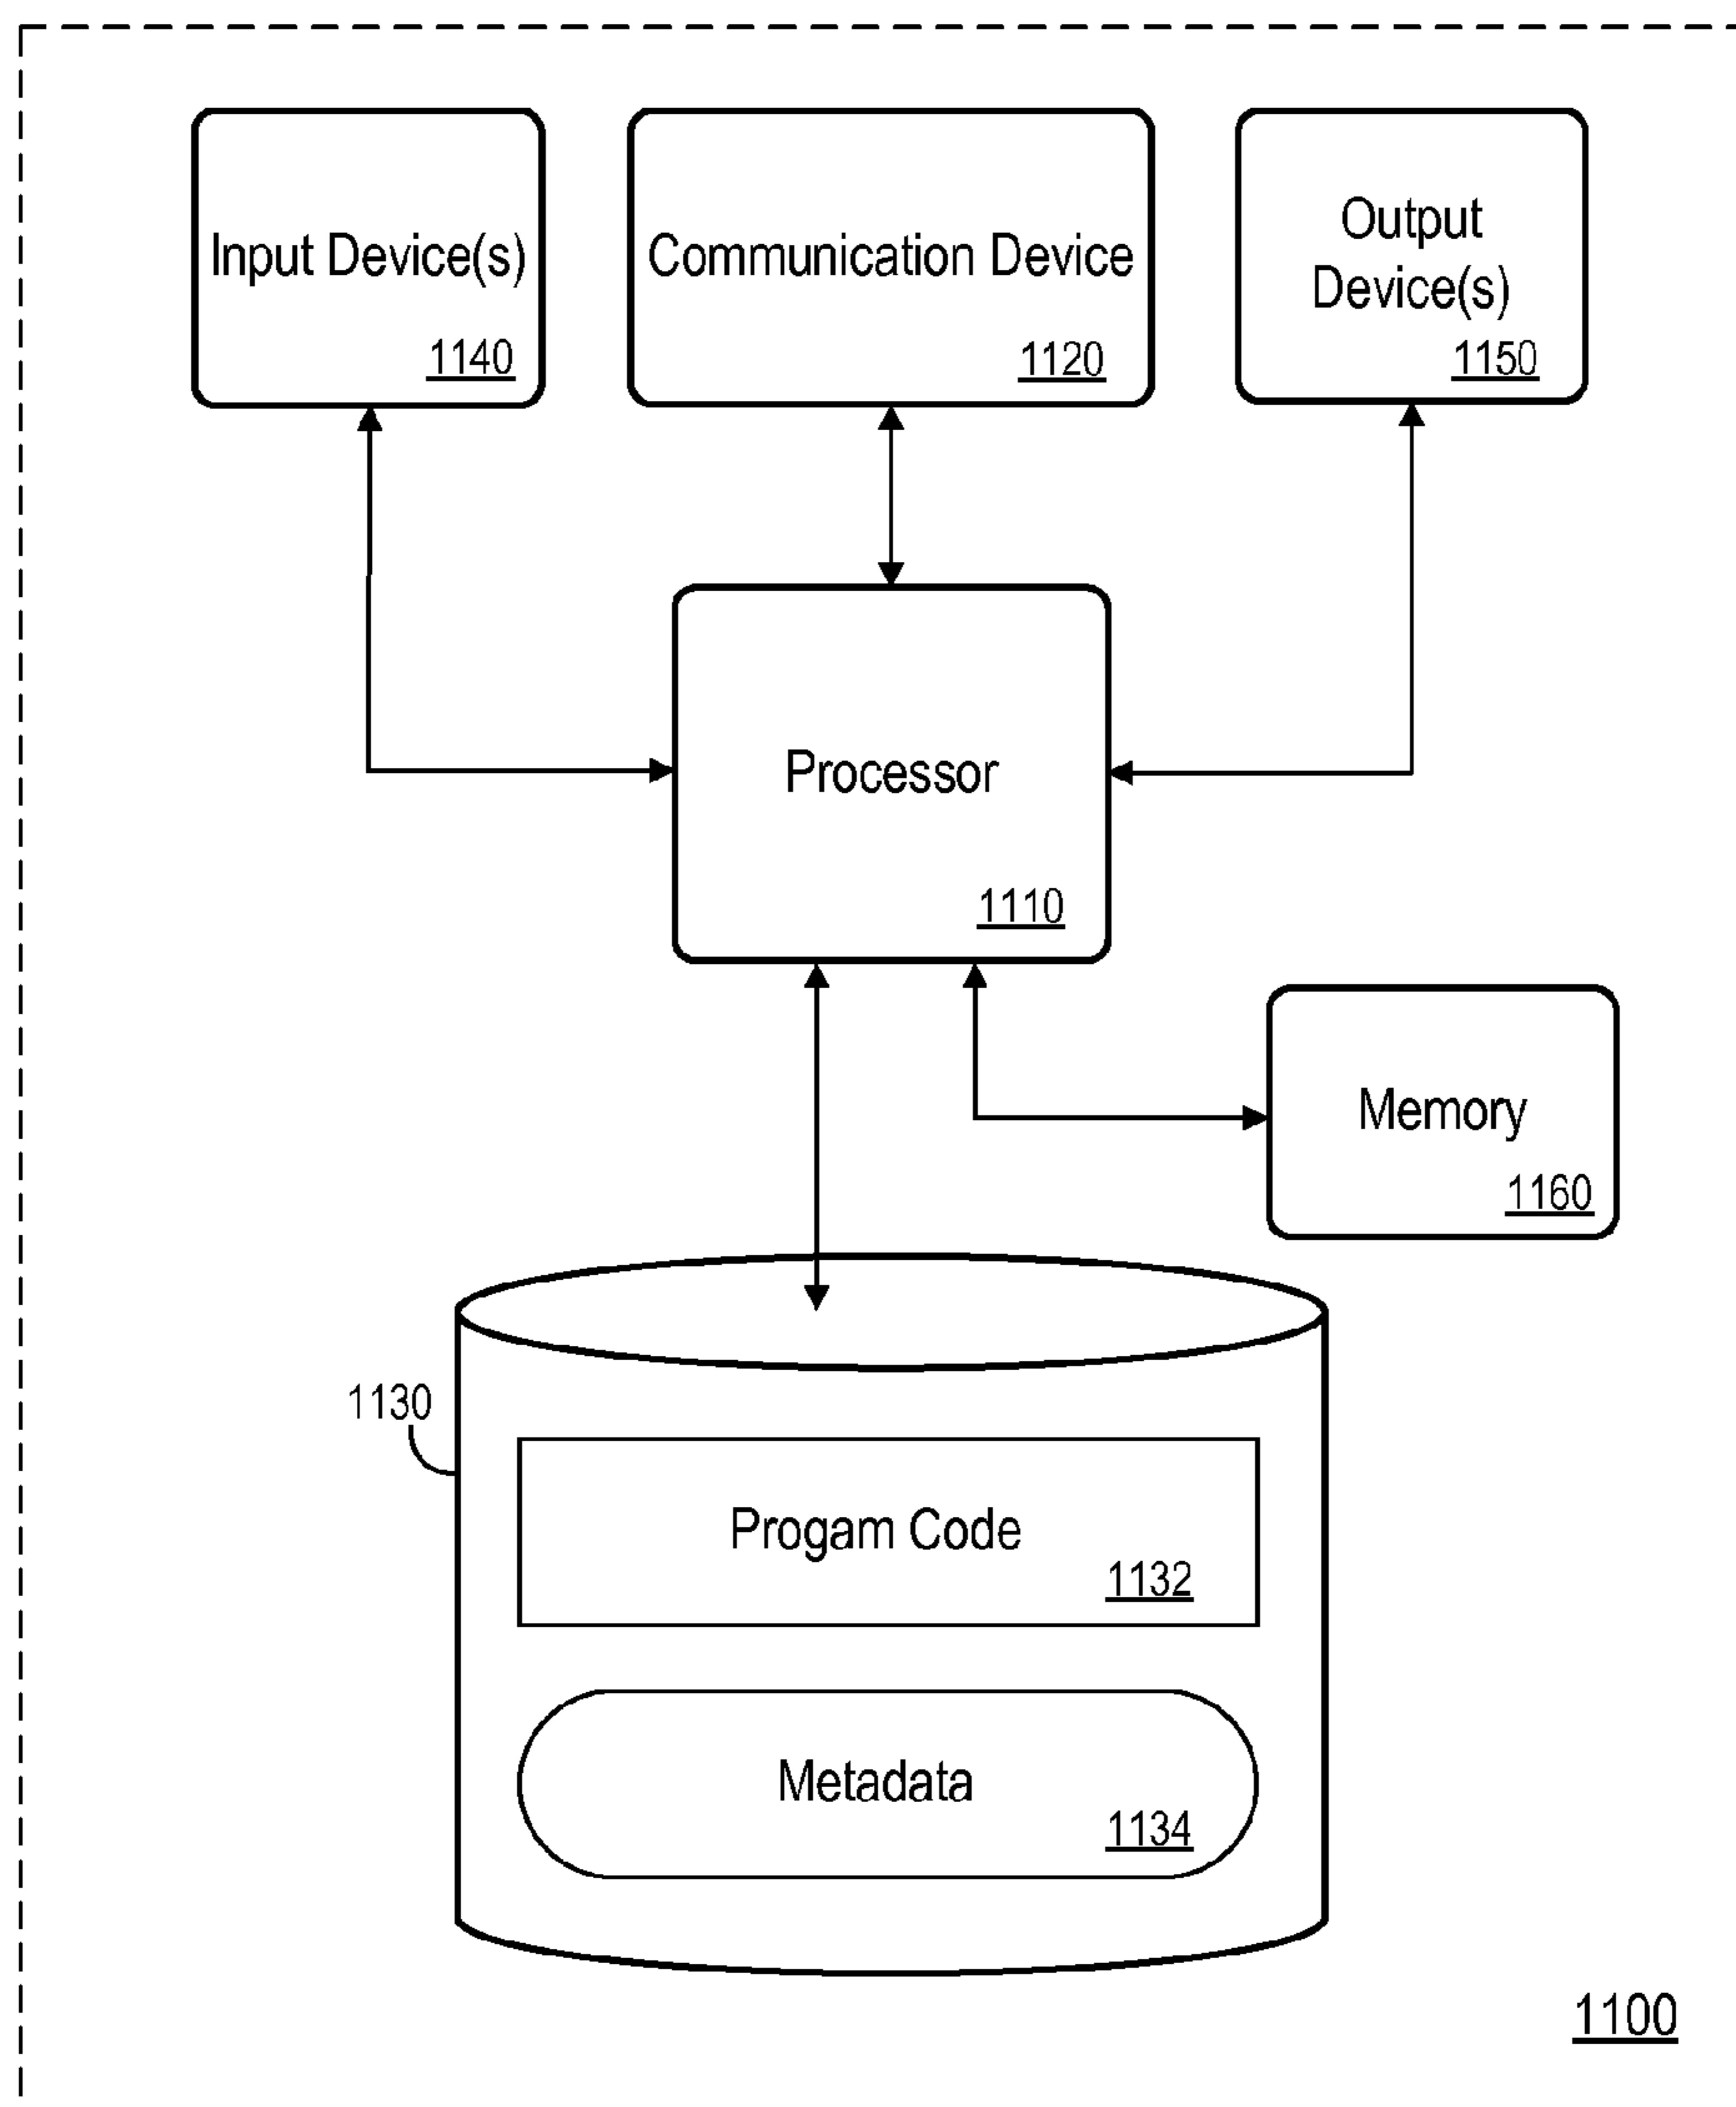 Input Device(s)
1140
Communication Device
1120
Output
Device(s)
1150
Processor
1110
Memory
1160
1130
Progam Code
1132
Metadata
1134
1100